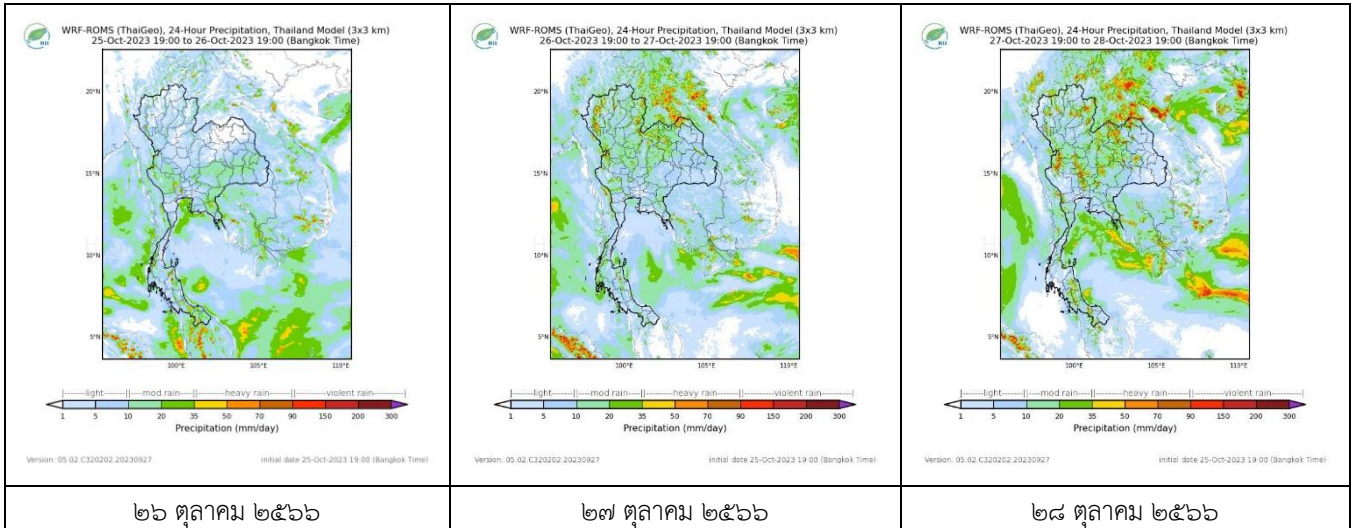 WRF-ROMS (ThaiGeo), 24-Hour Precipitation, Thailand Model (3x3 km)
25-Oct-2023 19:00 to 26-Oct-2023 19:00 (Bangkok Time)
HII
20°N
15°N
10°N
5°N
100°E 105°E 110°E
light mod rain heavy rain violent rain
1 5 10 20 35 50 70 90 150 200 300
Precipitation (mm/day)
Version: 05.02.C320202.20230927 initial date 25-Oct-2023 19:00 (Bangkok Time)
๒๖ ตุลาคม ๒๕๖๖
WRF-ROMS (ThaiGeo), 24-Hour Precipitation, Thailand Model (3x3 km)
26-Oct-2023 19:00 to 27-Oct-2023 19:00 (Bangkok Time)
HII
20°N
15°N
10°N
5°N
100°E 105°E 110°E
light mod rain heavy rain violent rain
1 5 10 20 35 50 70 90 150 200 300
Precipitation (mm/day)
Version: 05.02.C320202.20230927 initial date 25-Oct-2023 19:00 (Bangkok Time)
๒๗ ตุลาคม ๒๕๖๖
WRF-ROMS (ThaiGeo), 24-Hour Precipitation, Thailand Model (3x3 km)
27-Oct-2023 19:00 to 28-Oct-2023 19:00 (Bangkok Time)
HII
20°N
15°N
10°N
5°N
100°E 105°E 110°E
light mod rain heavy rain violent rain
1 5 10 20 35 50 70 90 150 200 300
Precipitation (mm/day)
Version: 05.02.C320202.20230927 initial date 25-Oct-2023 19:00 (Bangkok Time)
๒๘ ตุลาคม ๒๕๖๖